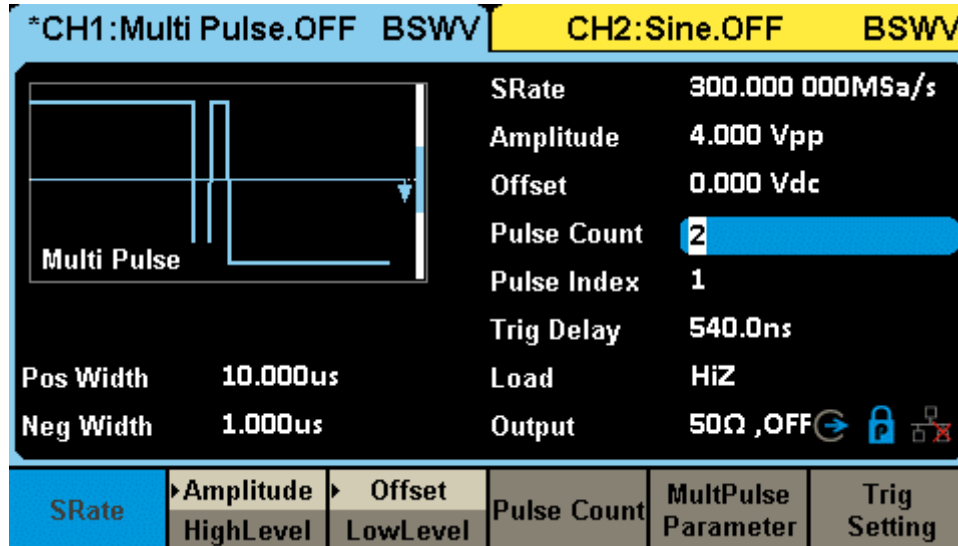 *CH1:Multi Pulse.OFF BSWV
CH2:Sine.OFF BSWV
Multi Pulse
SRate 300.000 000MSa/s
Amplitude 4.000 Vpp
Offset 0.000 Vdc
Pulse Count 2
Pulse Index 1
Trig Delay 540.0ns
Pos Width 10.000us
Load HiZ
Neg Width 1.000us
Output 50Ω ,OFF
P
SRate
Amplitude
HighLevel
Offset
LowLevel
Pulse Count
MultPulse
Parameter
Trig
Setting